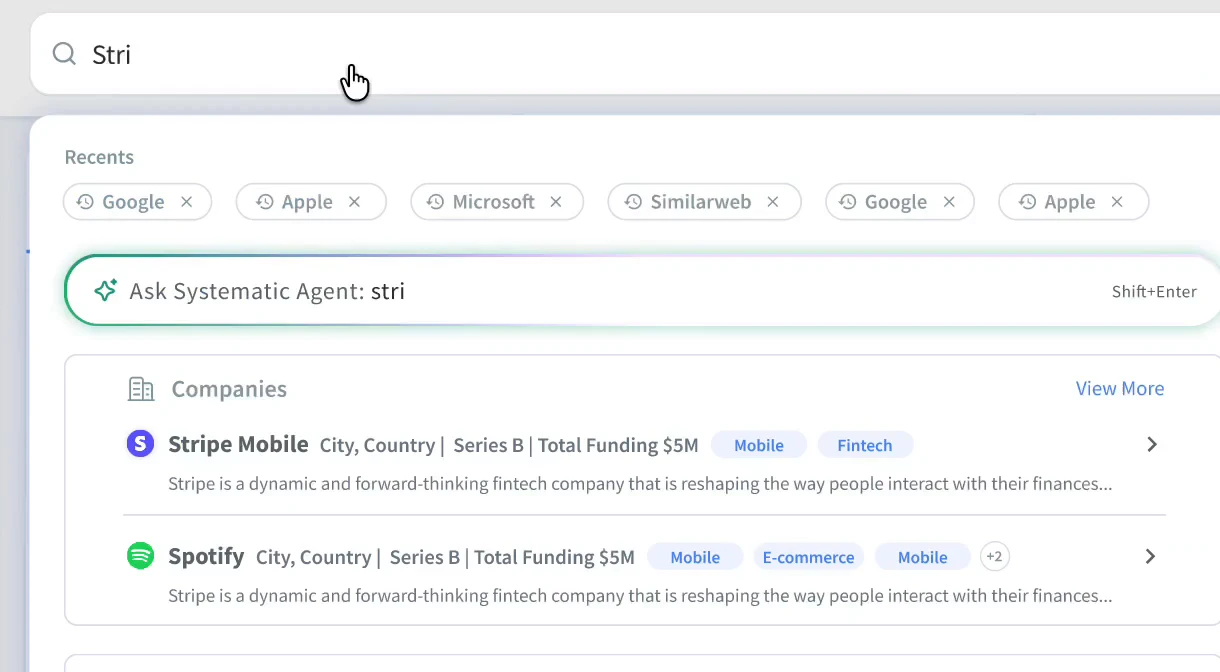 Stri
Recents
Google Apple Microsoft Similarweb Google Apple
Ask Systematic Agent: stri Shift+Enter
Companies View More
S Stripe Mobile City, Country | Series B | Total Funding $5M Mobile Fintech
Stripe is a dynamic and forward-thinking fintech company that is reshaping the way people interact with their finances...
Spotify City, Country | Series B | Total Funding $5M Mobile E-commerce Mobile +2
Stripe is a dynamic and forward-thinking fintech company that is reshaping the way people interact with their finances...